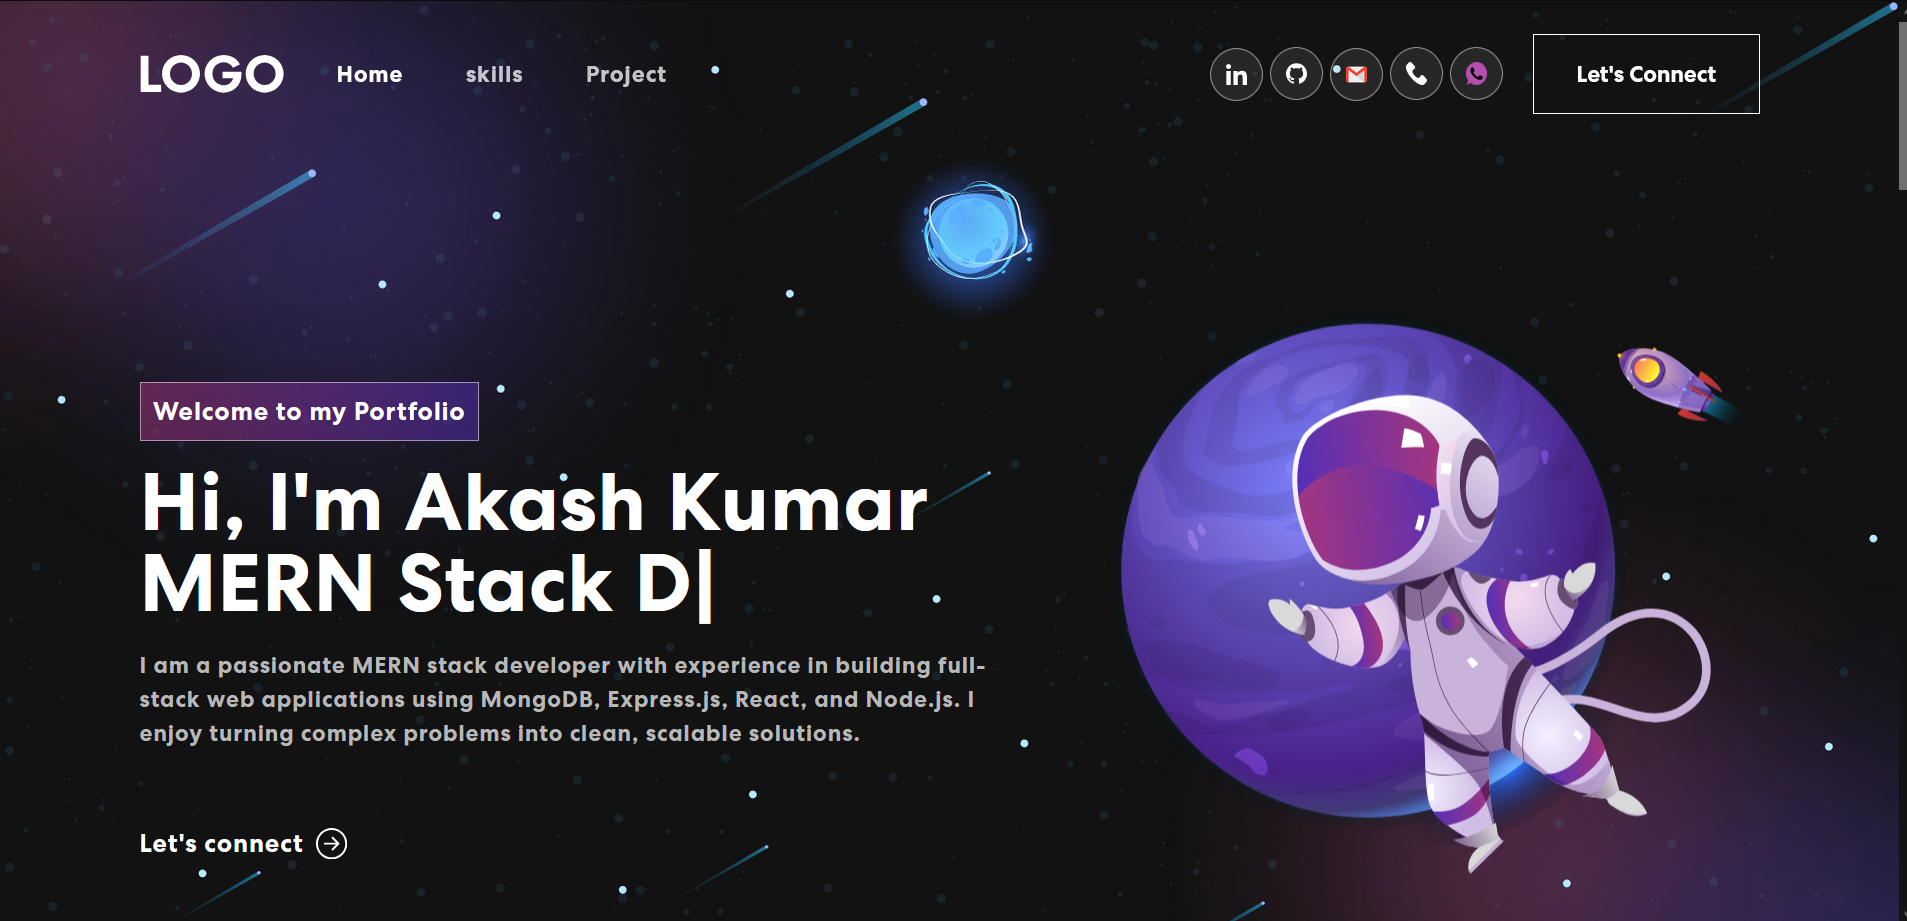 LOGO
Home
skills
Project
in
Let's Connect
Welcome to my Portfolio
Hi, I'm Akash Kumar
MERN Stack D|
I am a passionate MERN stack developer with experience in building full-
stack web applications using MongoDB, Express.js, React, and Node.js. I
enjoy turning complex problems into clean, scalable solutions.
Let's connect